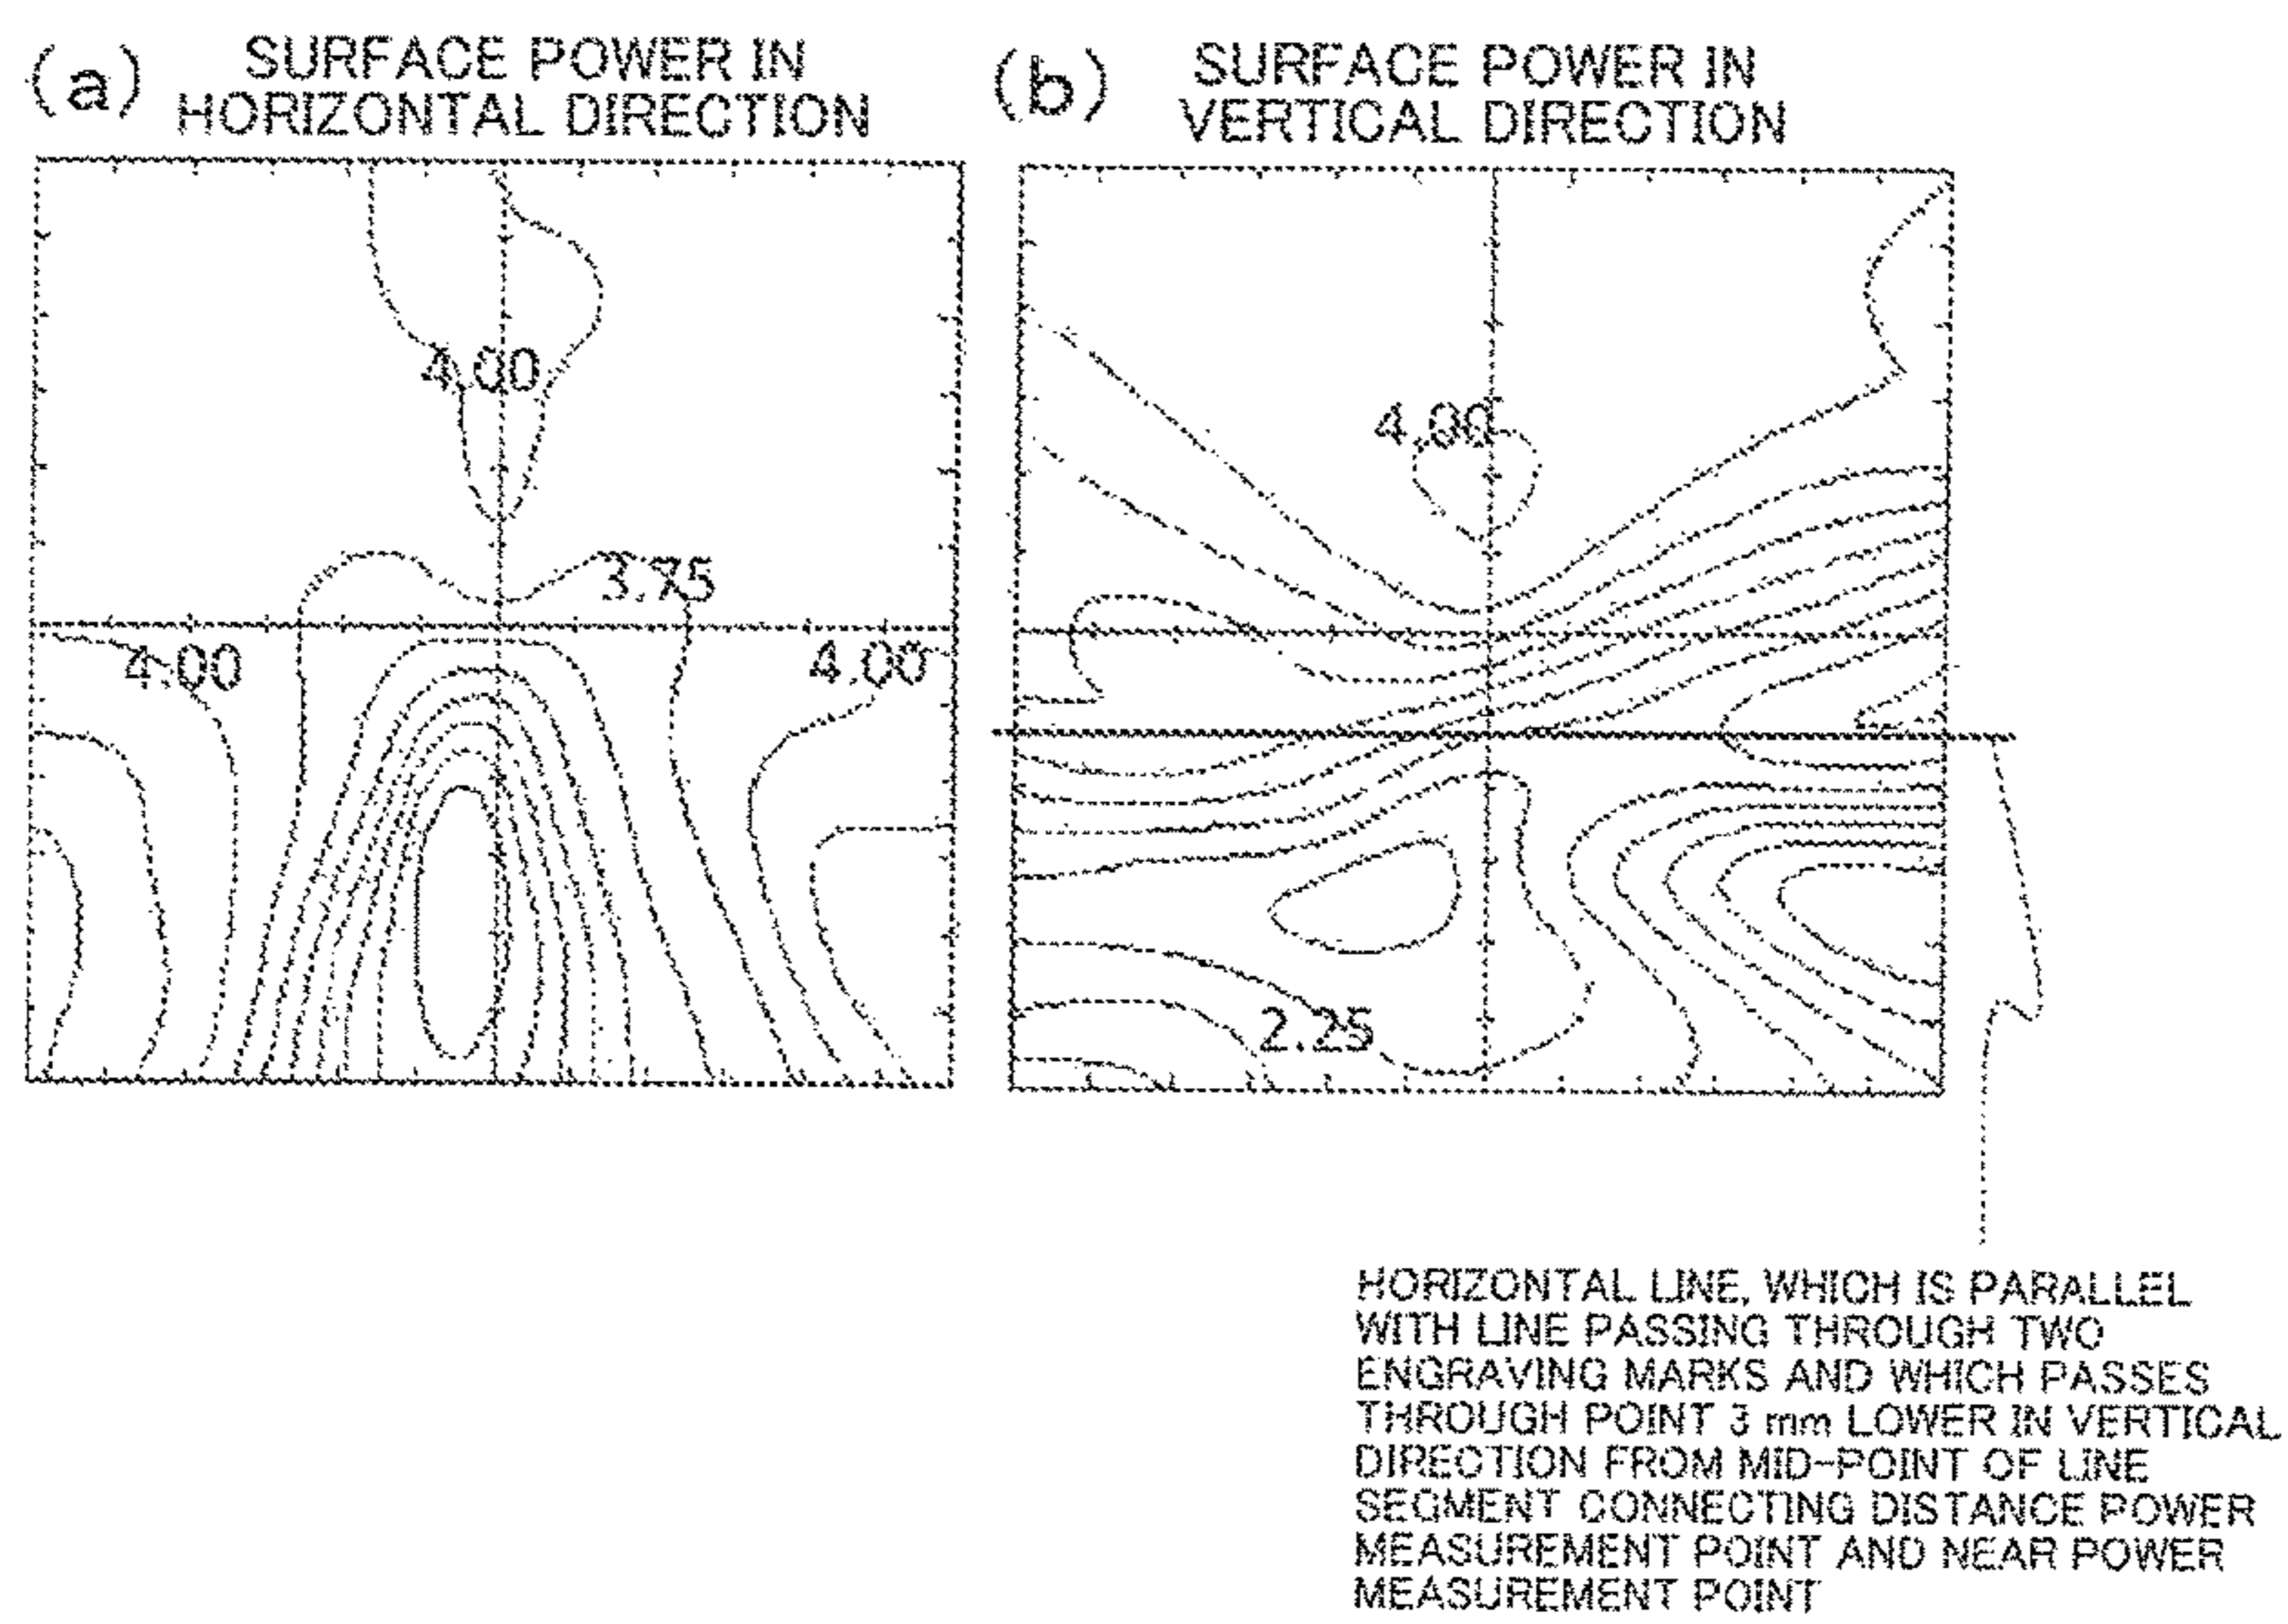 (a) SURFACE POWER IN
HORIZONTAL DIRECTION
(b) SURFACE POWER IN
VERTICAL DIRECTION
4.00
3.75
4.00
4.00
4.00
2.25
HORIZONTAL LINE, WHICH IS PARALLEL
WITH LINE PASSING THROUGH TWO
ENGRAVING MARKS AND WHICH PASSES
THROUGH POINT 3 mm LOWER IN VERTICAL
DIRECTION FROM MID-POINT OF LINE
SEGMENT CONNECTING DISTANCE POWER
MEASUREMENT POINT AND NEAR POWER
MEASUREMENT POINT